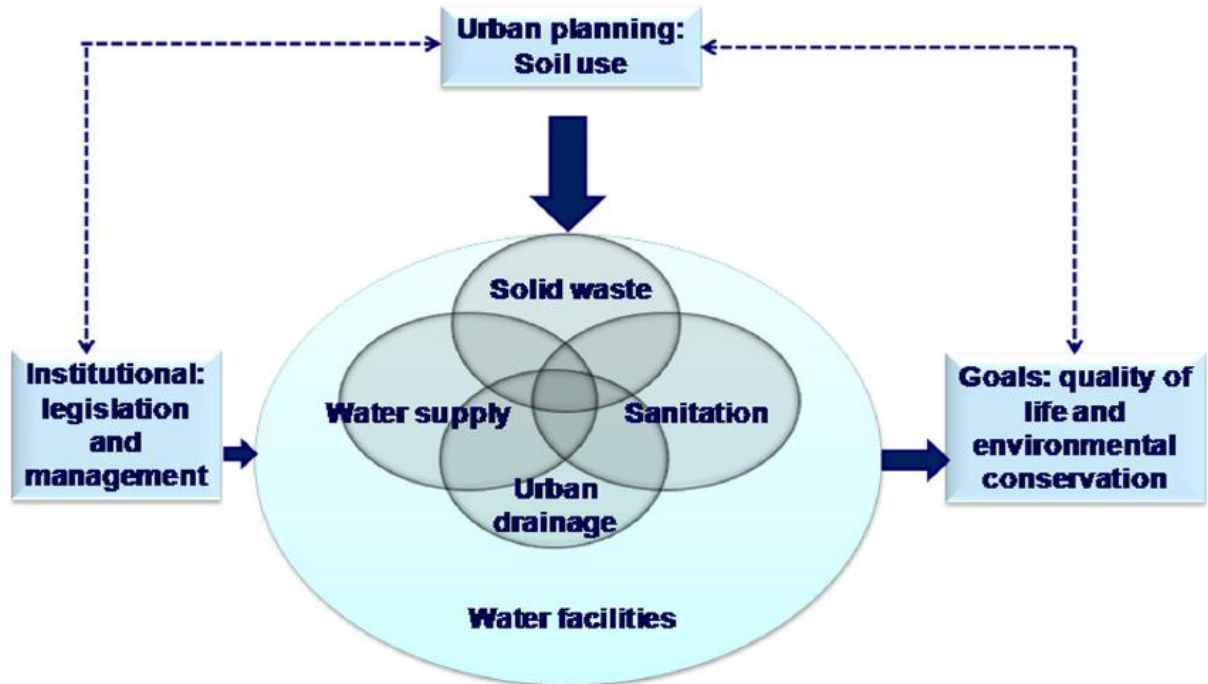 Urban planning:
Soil use
Solid waste
Institutional:
legislation
and
management
Water supply
Sanitation
Goals: quality of
life and
environmental
conservation
Urban
drainage
Water facilities